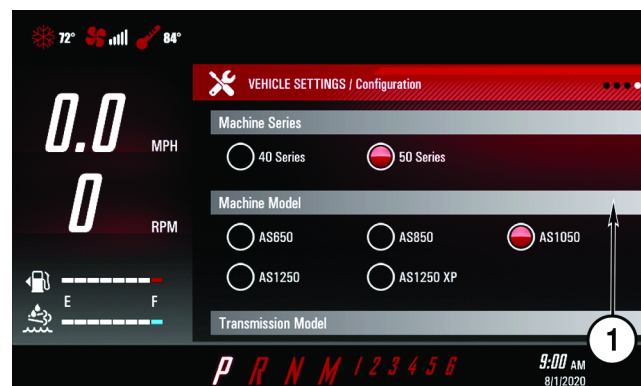 72° 84°
VEHICLE SETTINGS / Configuration
0.0 MPH
0 RPM
Machine Series
40 Series 50 Series
Machine Model
AS650 AS850 AS1050
AS1250 AS1250 XP
Transmission Model
E F
1
P R N M 1 2 3 4 5 6
9:00 AM
8/1/2020